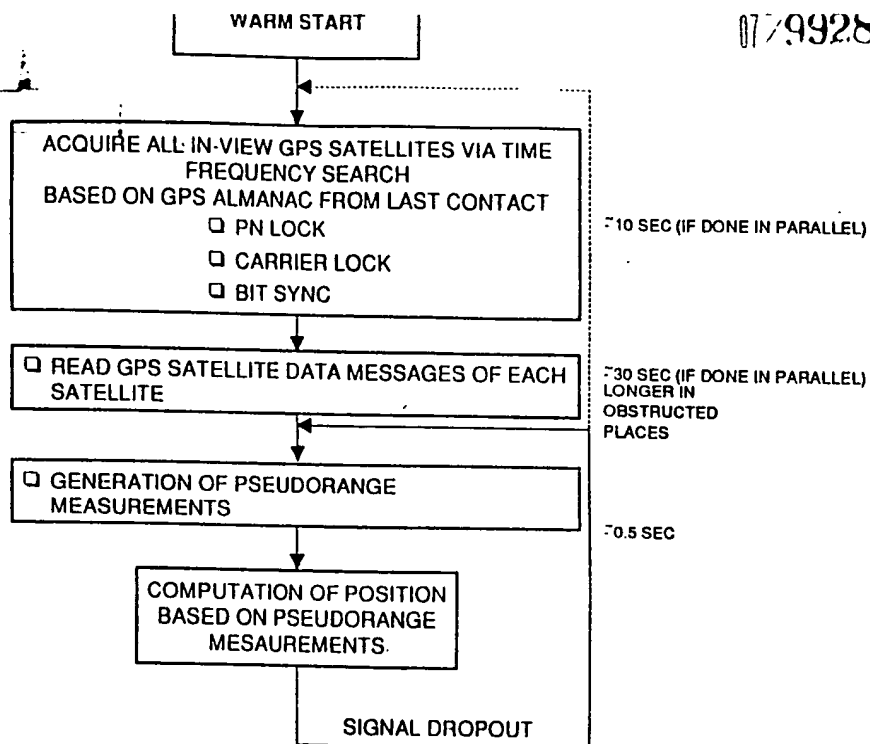 WARM START
07/9928
ACQUIRE ALL IN-VIEW GPS SATELLITES VIA TIME
FREQUENCY SEARCH
BASED ON GPS ALMANAC FROM LAST CONTACT
❑ PN LOCK
❑ CARRIER LOCK
❑ BIT SYNC
~10 SEC (IF DONE IN PARALLEL)
❑ READ GPS SATELLITE DATA MESSAGES OF EACH
SATELLITE
~30 SEC (IF DONE IN PARALLEL)
LONGER IN
OBSTRUCTED
PLACES
❑ GENERATION OF PSEUDORANGE
MEASUREMENTS
~0.5 SEC
COMPUTATION OF POSITION
BASED ON PSEUDORANGE
MESAUREMENTS.
SIGNAL DROPOUT